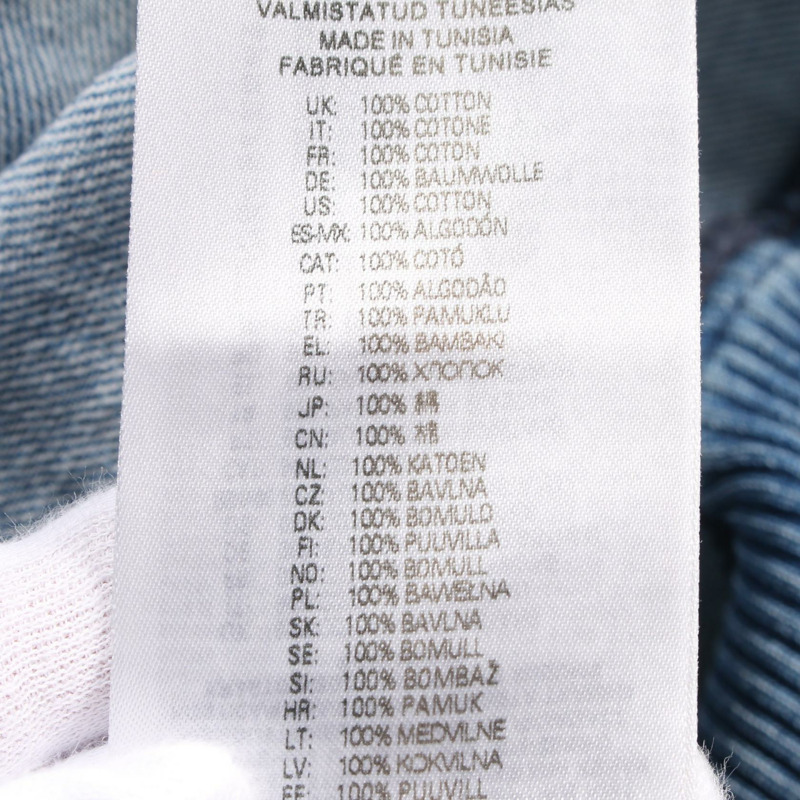 VALMISTATUD TUNEESIAS
MADE IN TUNISIA
FABRIQUÉ EN TUNISIE
UK: 100% COTTON
IT: 100% COTONE
FR: 100% COTON
DE: 100% BAUMWOLLE
US: 100% COTTON
ES-MX: 100% ALGODÓN
CAT: 100% COTÓ
PT: 100% ALGODÃO
TR: 100% PAMUKLU
EL: 100% BAMBAKI
RU: 100% ХЛОПОК
JP: 100% 綿
CN: 100% 棉
NL: 100% KATOEN
CZ: 100% BAVLNA
DK: 100% BOMULD
FI: 100% PUUVILLA
NO: 100% BOMULL
PL: 100% BAWEŁNA
SK: 100% BAVLNA
SE: 100% BOMULL
SI: 100% BOMBAŽ
HR: 100% PAMUK
LT: 100% MEDVILNE
LV: 100% KOKVILNA
EE: 100% PUUVILL